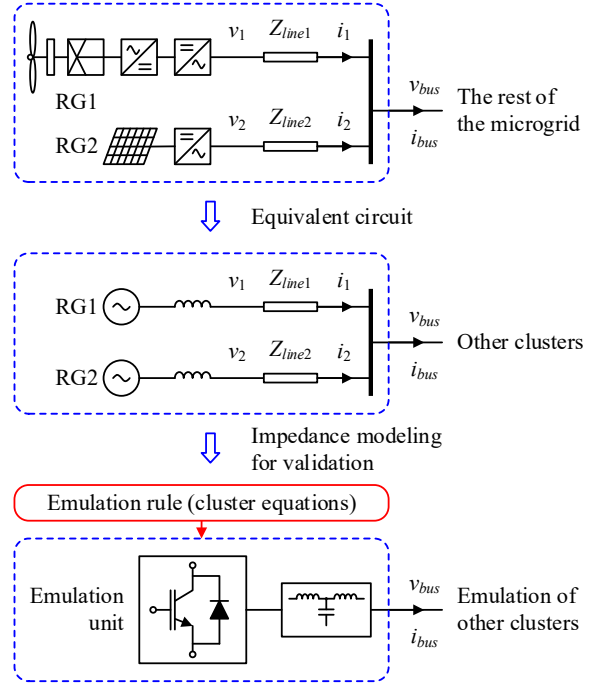 v1 Zline1 i1
RG1
vbus
ibus
The rest of
the microgrid
RG2 v2 Zline2 i2
Equivalent circuit
RG1 v1 Zline1 i1
vbus
ibus
Other clusters
RG2 v2 Zline2 i2
Impedance modeling
for validation
Emulation rule (cluster equations)
Emulation
unit
vbus
ibus
Emulation of
other clusters